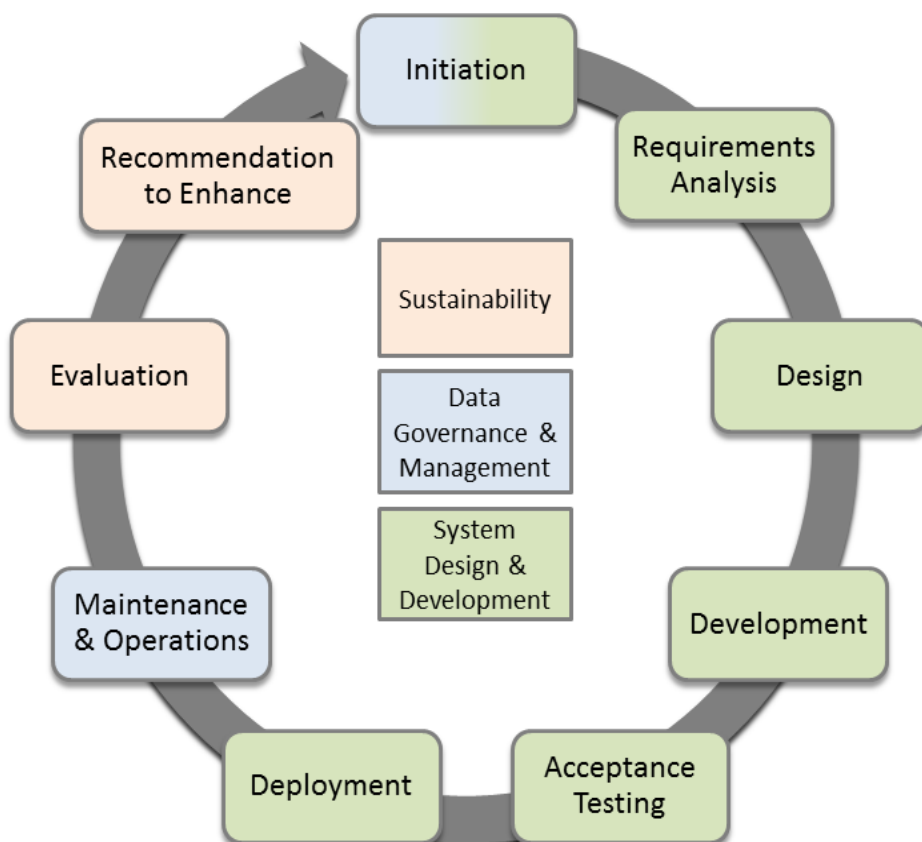 Initiation
Requirements
Analysis
Design
Development
Acceptance
Testing
Deployment
Maintenance
& Operations
Evaluation
Recommendation
to Enhance
Sustainability
Data
Governance &
Management
System
Design &
Development